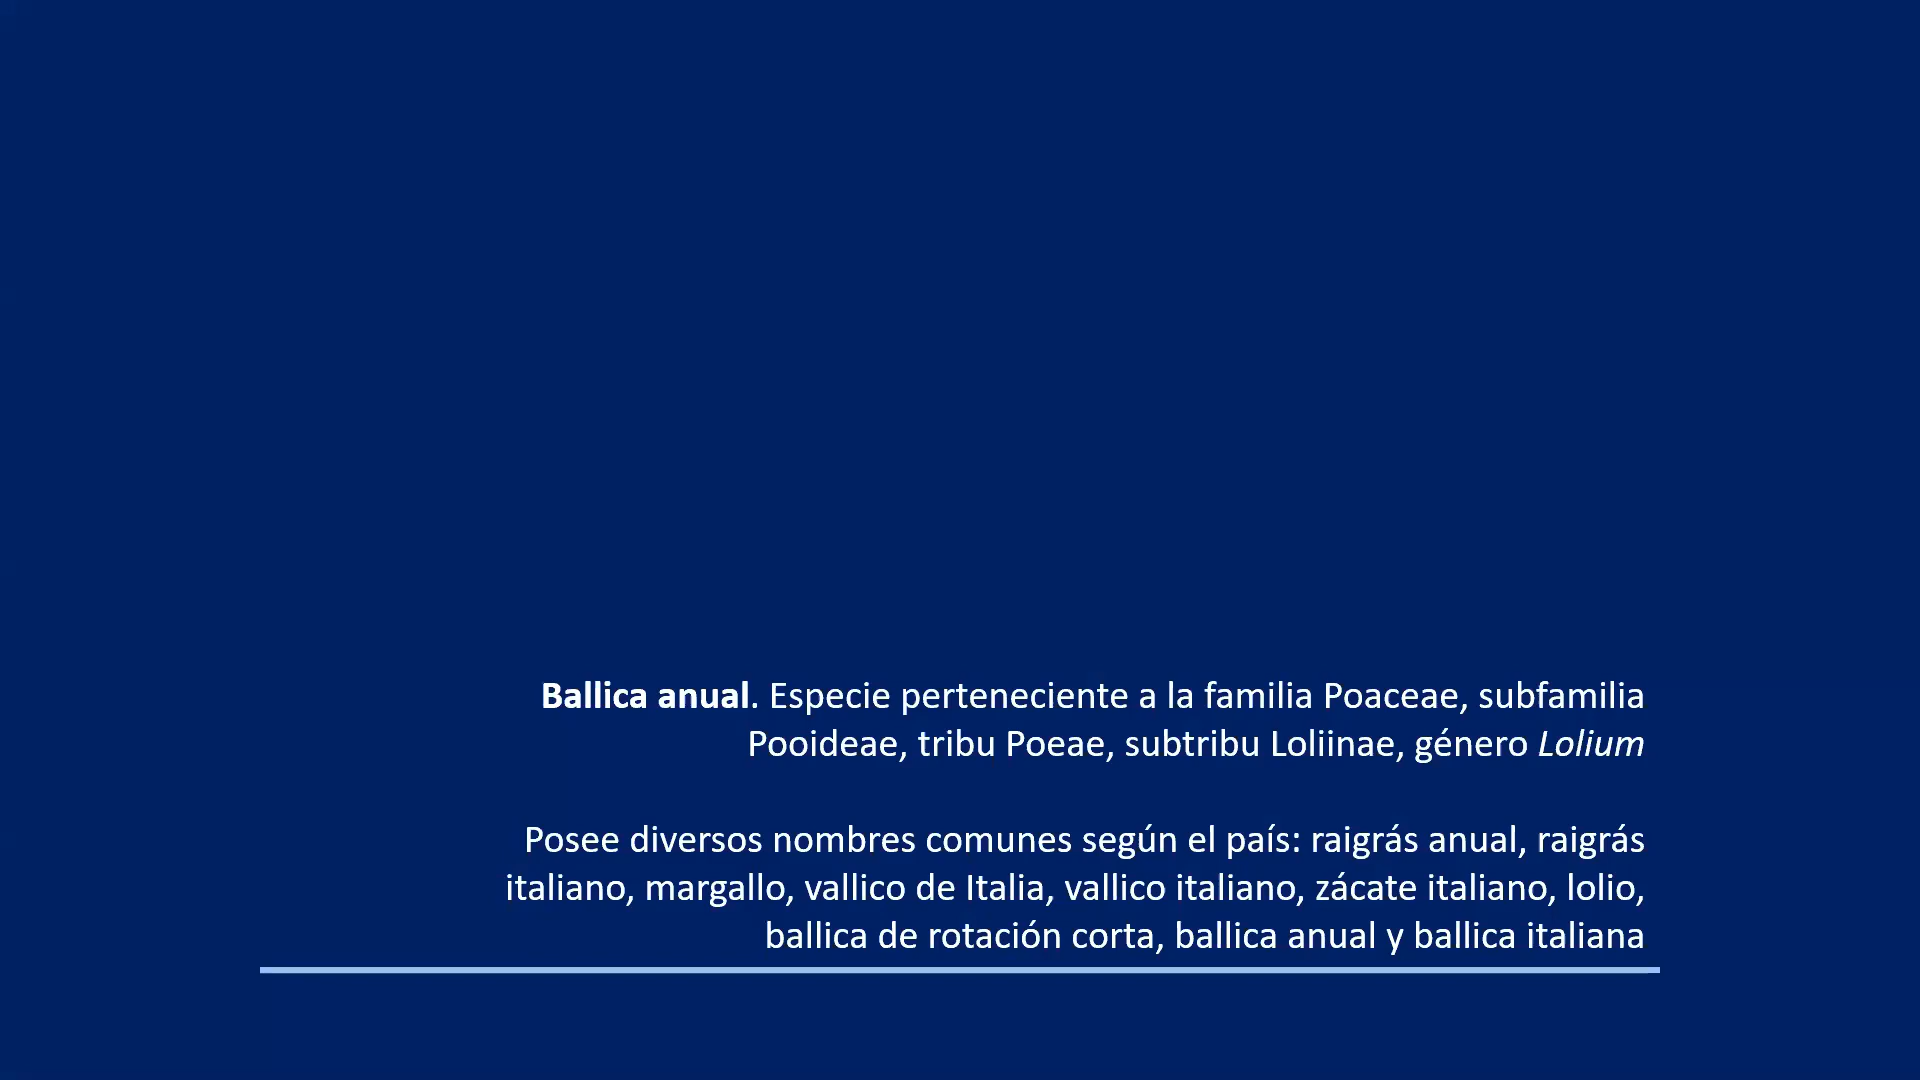 Ballica anual. Especie perteneciente a la familia Poaceae, subfamilia
Pooideae, tribu Poeae, subtribu Loliinae, género Lolium
Posee diversos nombres comunes según el país: raigrás anual, raigrás
italiano, margallo, vallico de Italia, vallico italiano, zácate italiano, lolio,
ballica de rotación corta, ballica anual y ballica italiana